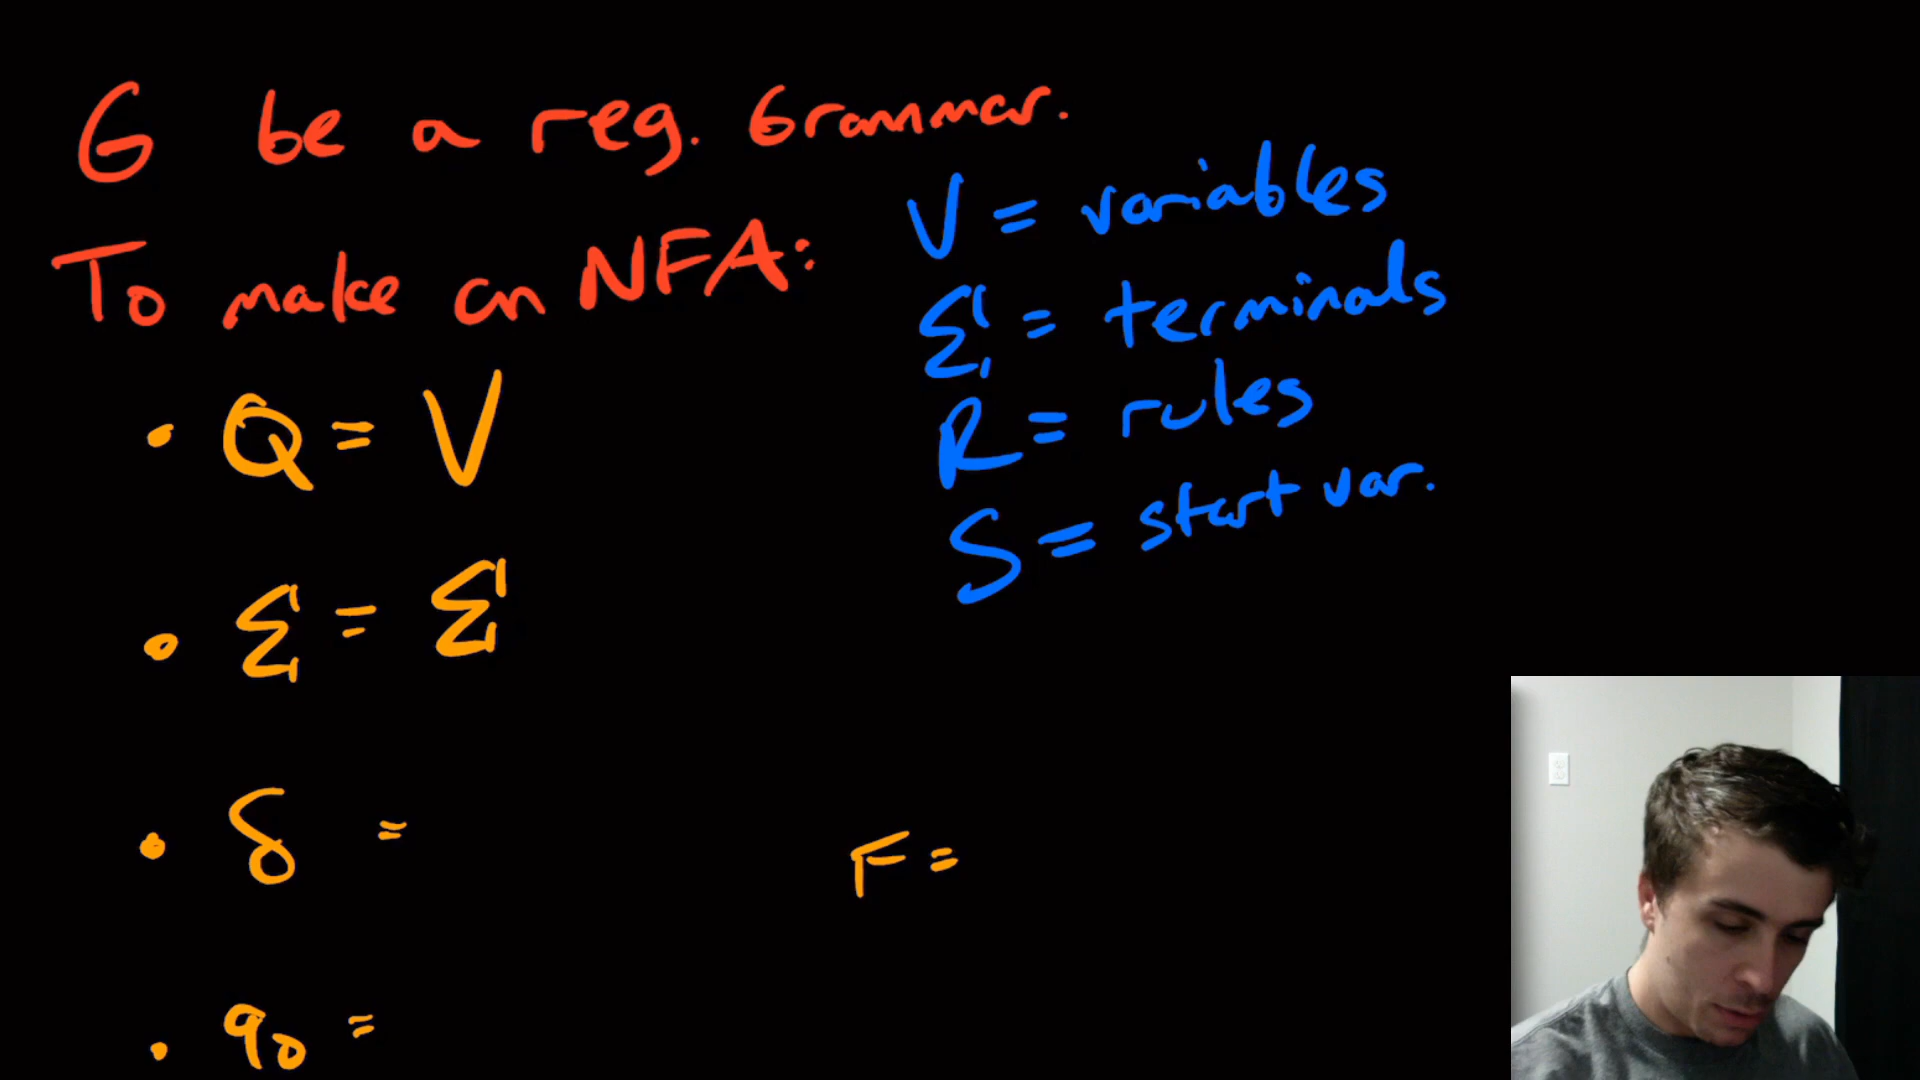 G be a reg. Grammar.
To make an NFA:
• Q = V
• Σ = Σ
• δ =
• q0 =
V = variables
Σ = terminals
R = rules
S = start var.
F =